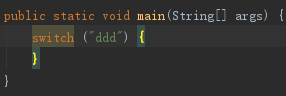 public static void main(String[] args) {
    switch ("ddd") {
    }
}